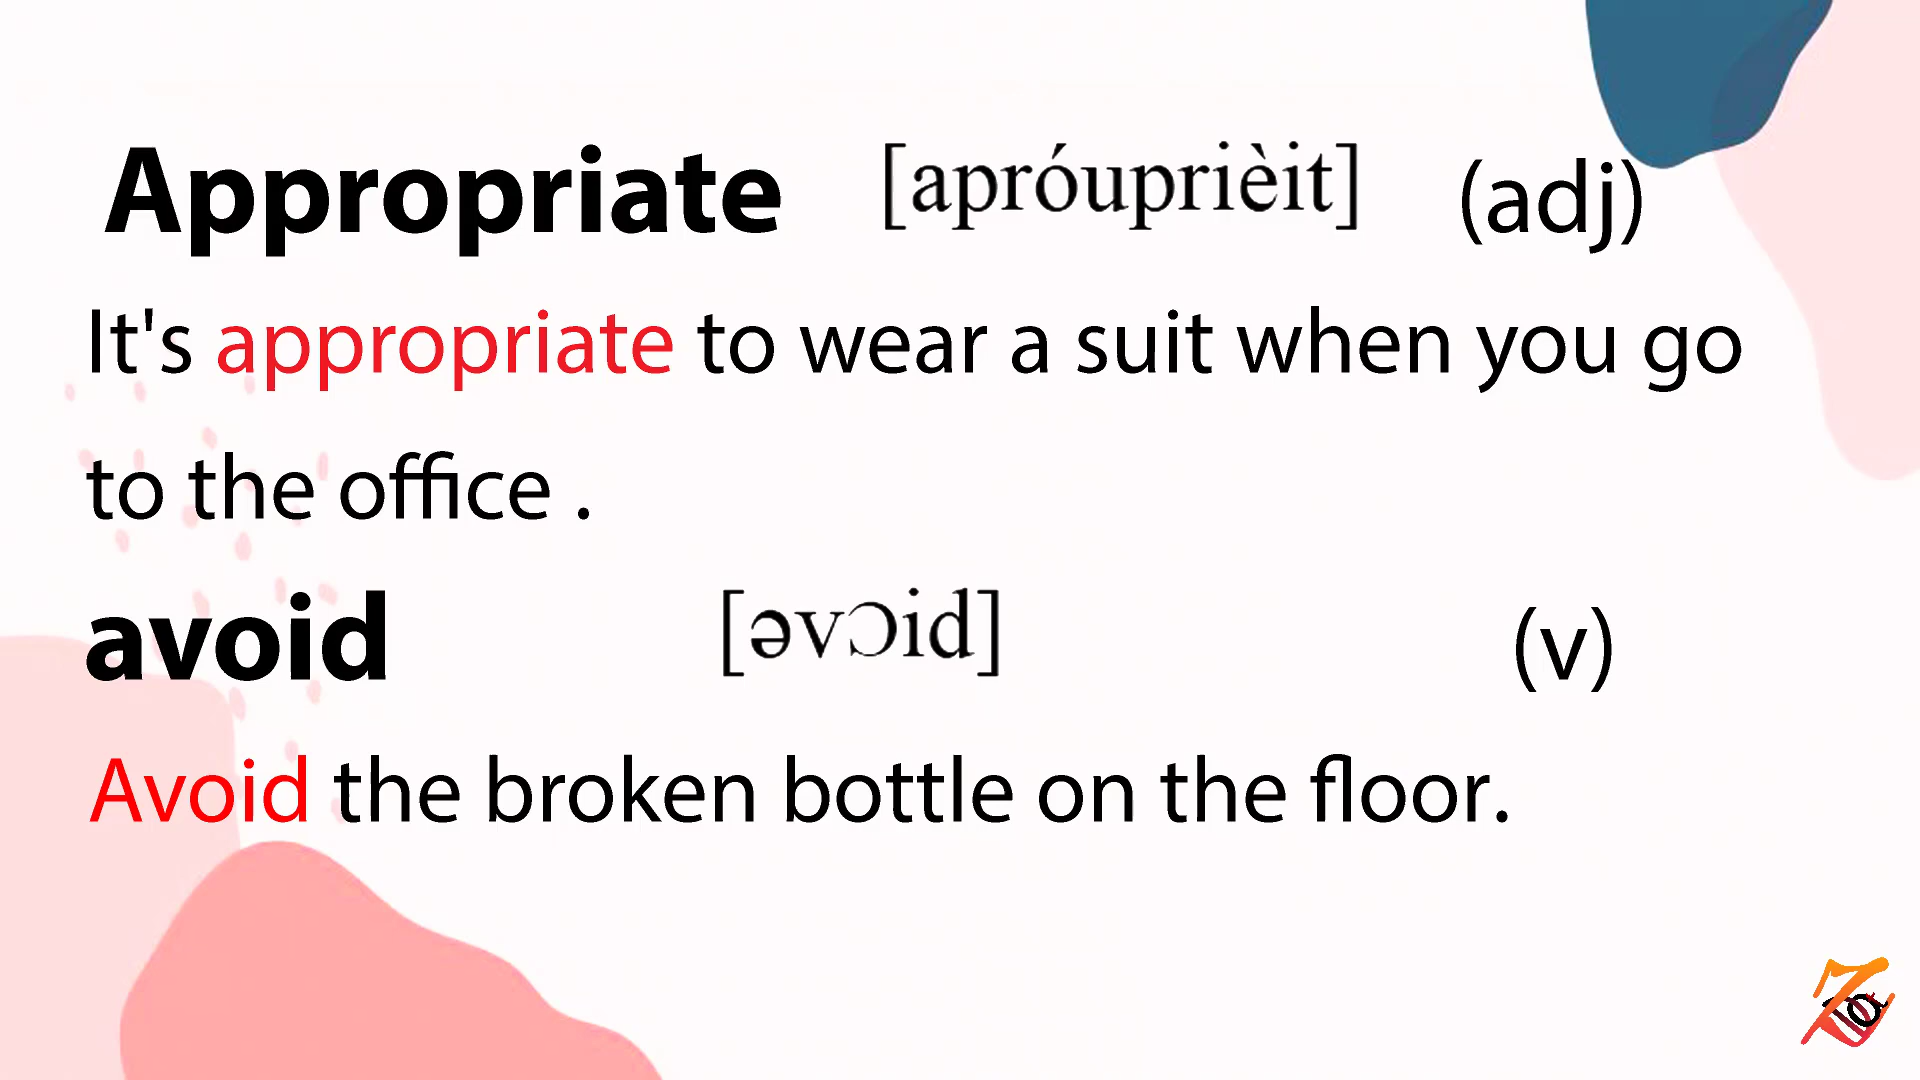 Appropriate [apróuprièit] (adj)
It's appropriate to wear a suit when you go
to the office .
avoid [əvɔid] (v)
Avoid the broken bottle on the floor.